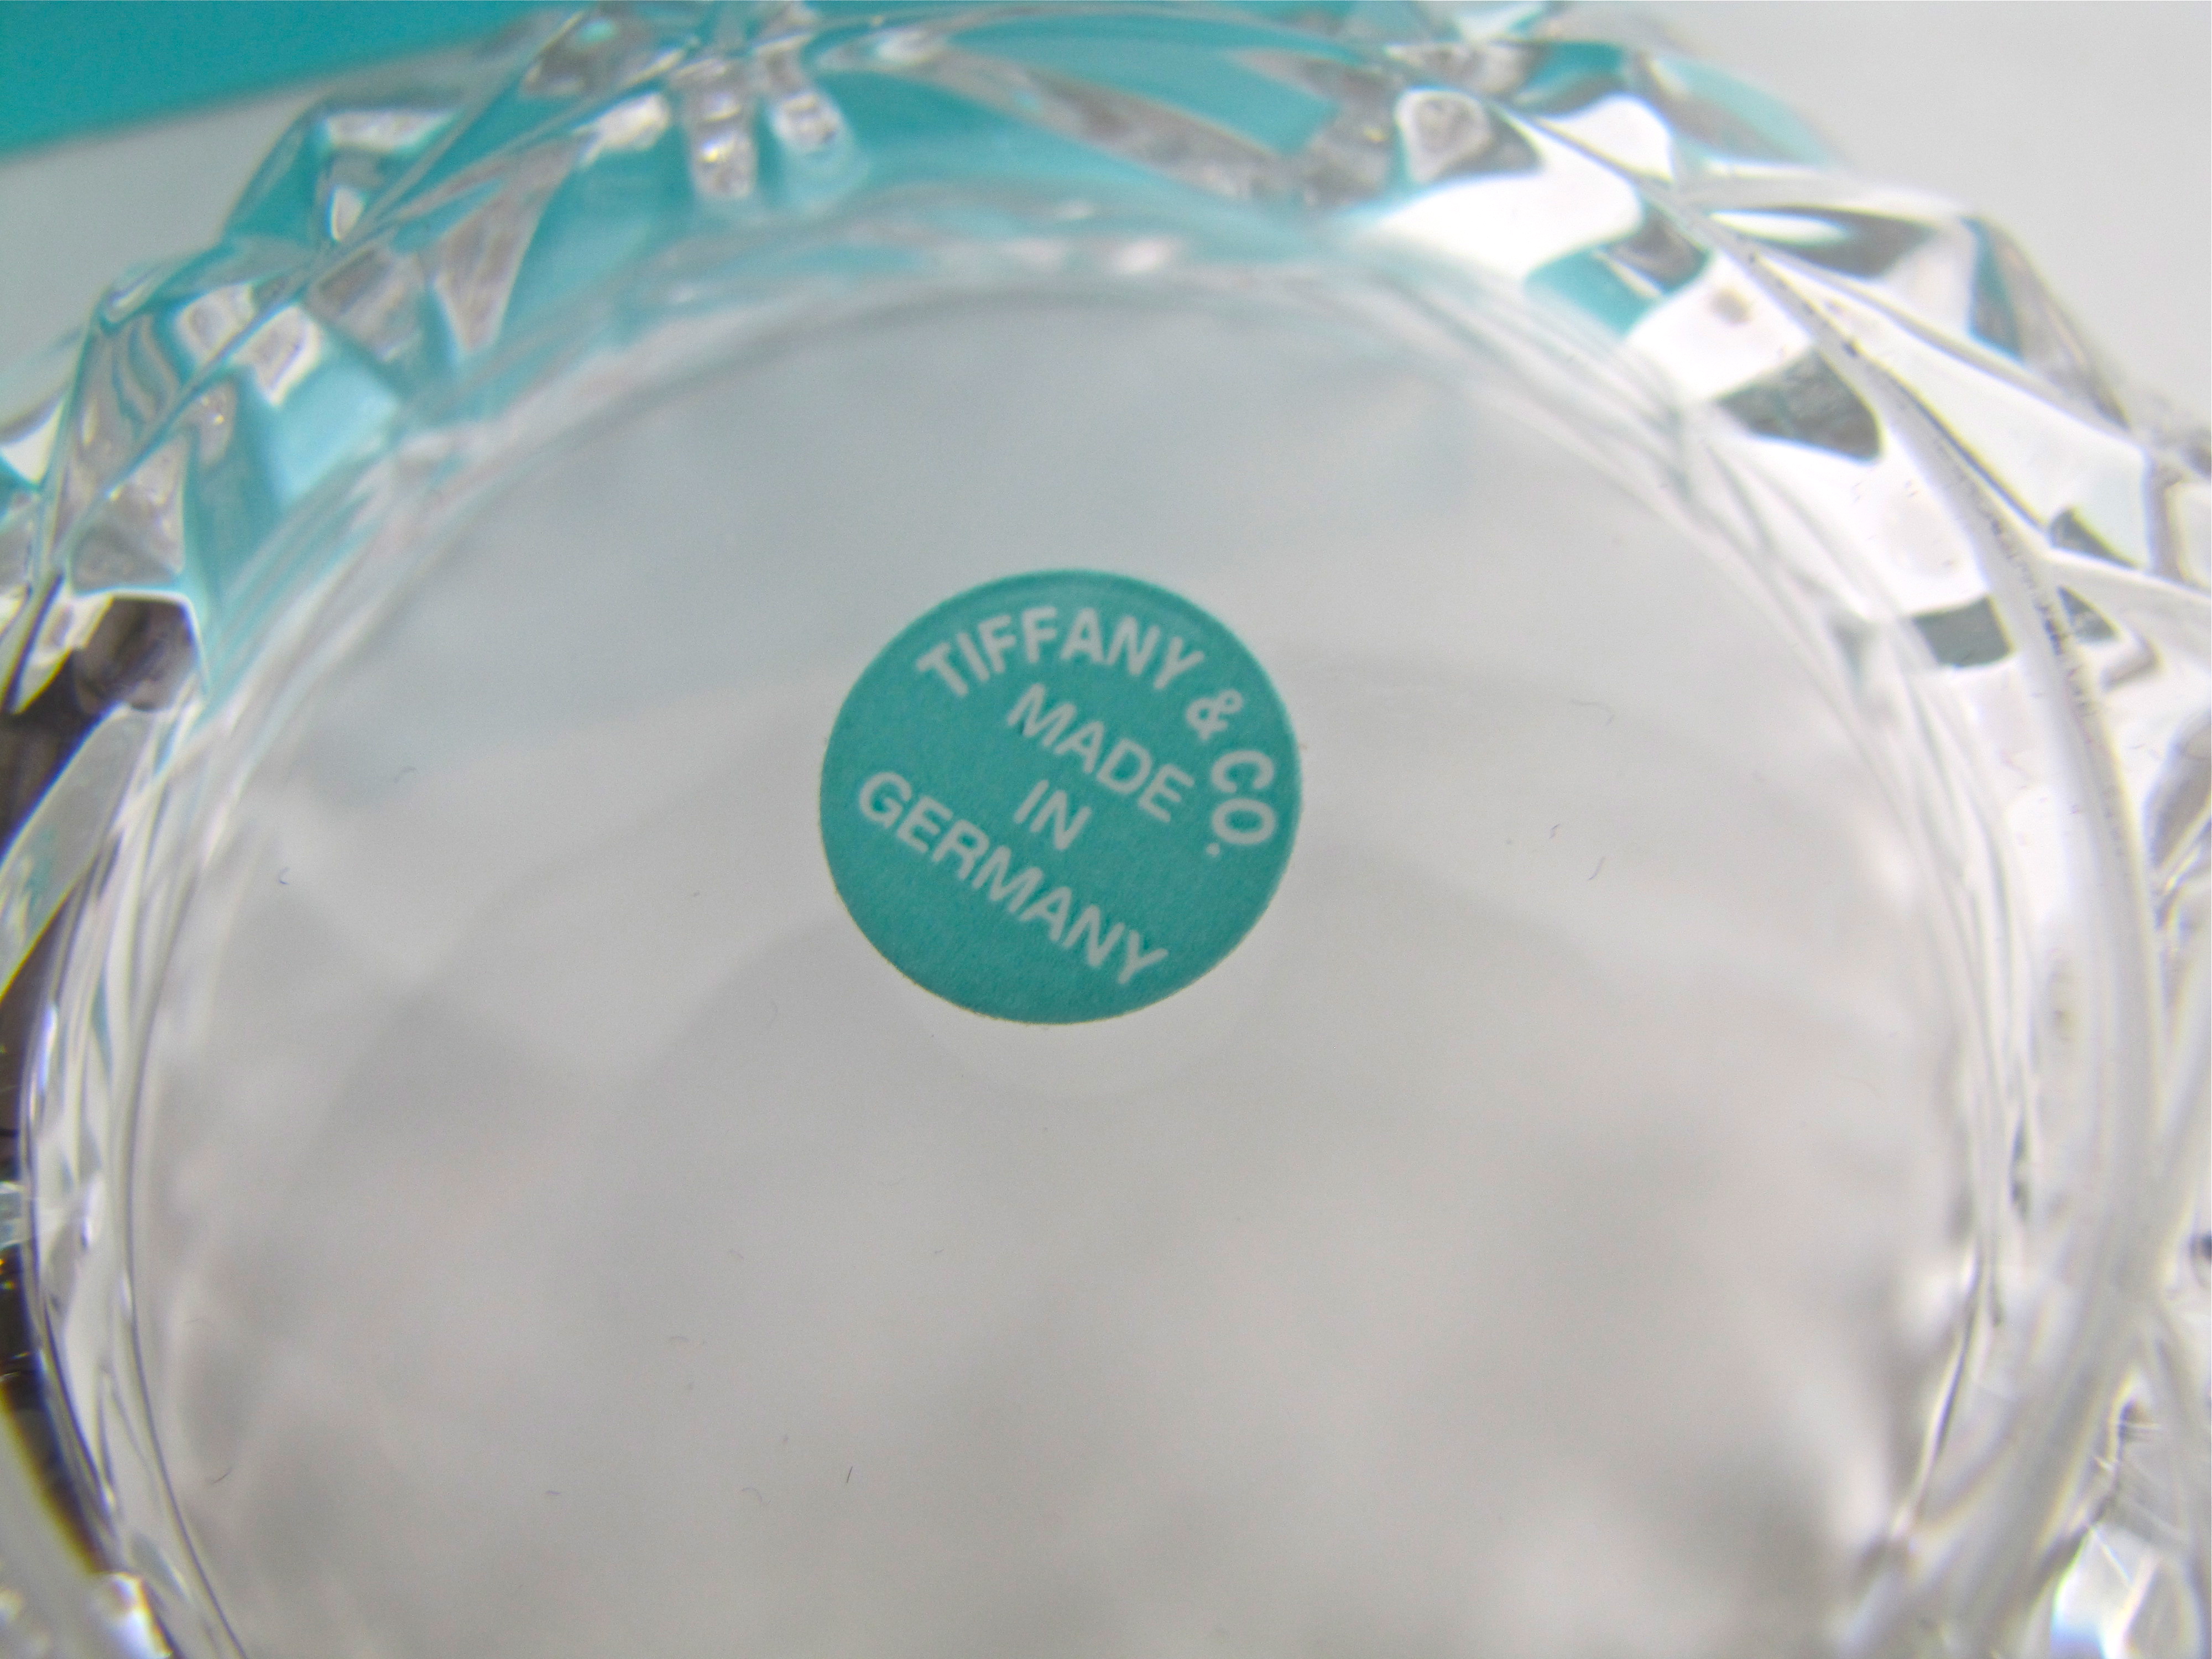 TIFFANY & CO.
MADE
IN
GERMANY